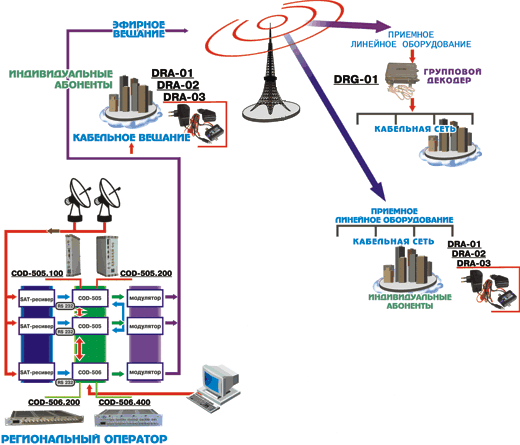 ЭФИРНОЕ
ВЕЩАНИЕ
ПРИЕМНОЕ
ЛИНЕЙНОЕ ОБОРУДОВАНИЕ
ИНДИВИДУАЛЬНЫЕ
АБОНЕНТЫ
DRA-01
DRA-02
DRA-03
DRG-01
ГРУППОВОЙ
ДЕКОДЕР
КАБЕЛЬНАЯ СЕТЬ
КАБЕЛЬНОЕ ВЕЩАНИЕ
ПРИЕМНОЕ
ЛИНЕЙНОЕ ОБОРУДОВАНИЕ
КАБЕЛЬНАЯ СЕТЬ
DRA-01
DRA-02
DRA-03
ИНДИВИДУАЛЬНЫЕ
АБОНЕНТЫ
COD-505.100
COD-505.200
SAT-ресивер
RS 232
COD-505
модулятор
SAT-ресивер
RS 232
COD-505
модулятор
SAT-ресивер
RS 232
COD-506
модулятор
COD-506.200
COD-506.400
РЕГИОНАЛЬНЫЙ ОПЕРАТОР